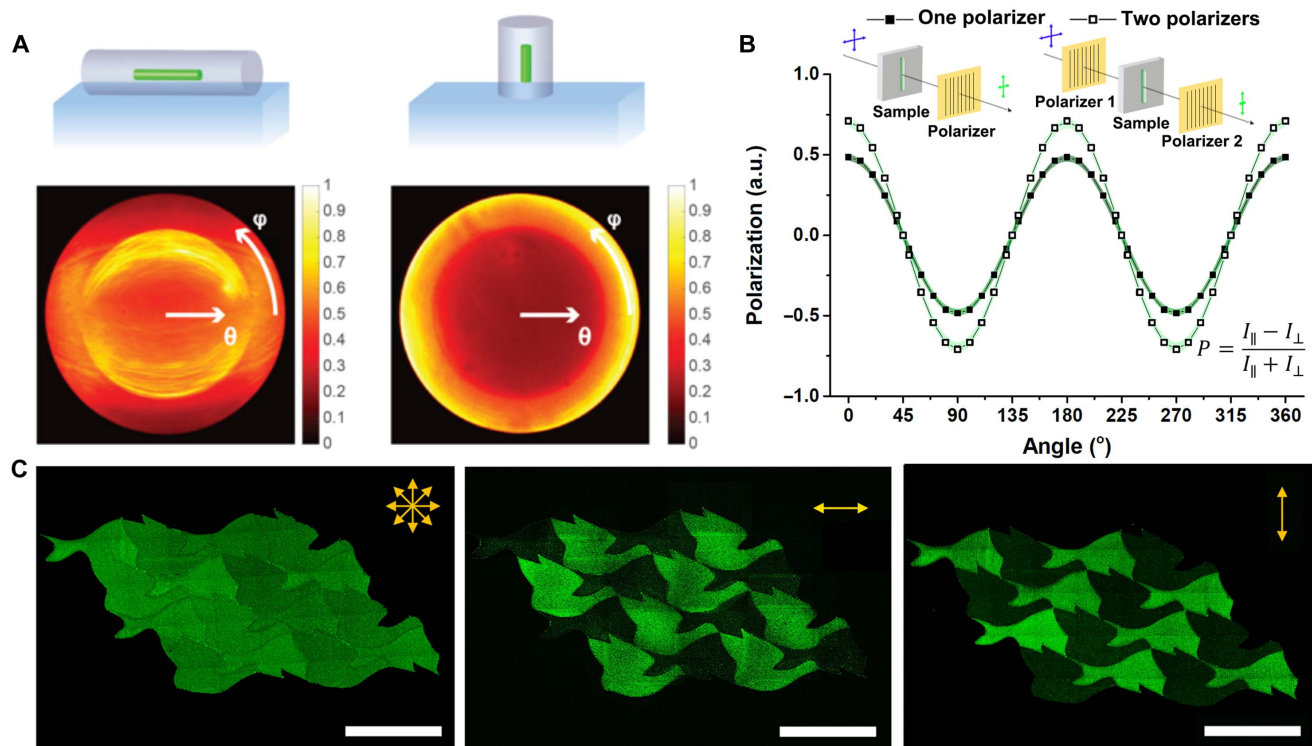 A
φ
θ
1
0.9
0.8
0.7
0.6
0.5
0.4
0.3
0.2
0.1
0
φ
θ
1
0.9
0.8
0.7
0.6
0.5
0.4
0.3
0.2
0.1
0
B
One polarizer Two polarizers
Sample
Polarizer
Polarizer 1
Sample
Polarizer 2
Polarization (a.u.)
1.0
0.5
0.0
–0.5
–1.0
P = (I∥ − I⊥) / (I∥ + I⊥)
0 45 90 135 180 225 270 315 360
Angle (°)
C